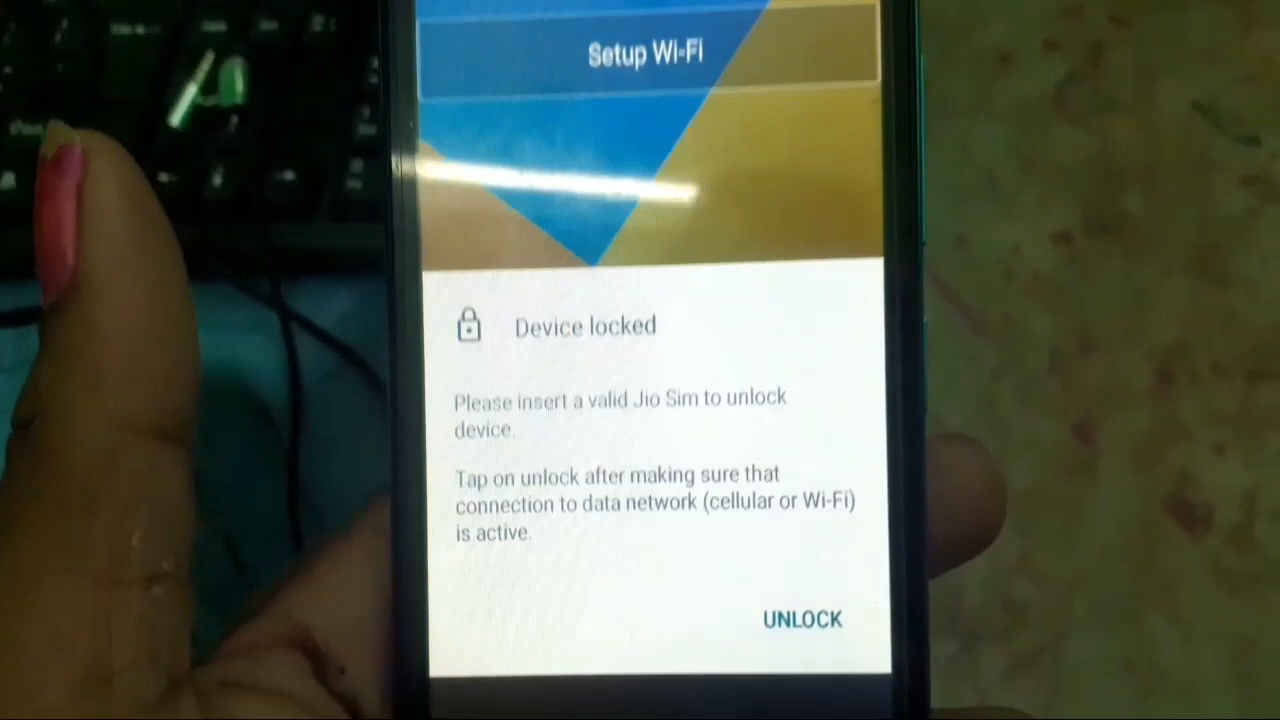 Setup Wi-Fi
Device locked
Please insert a valid Jio Sim to unlock
device.
Tap on unlock after making sure that
connection to data network (cellular or Wi-Fi)
is active.
UNLOCK